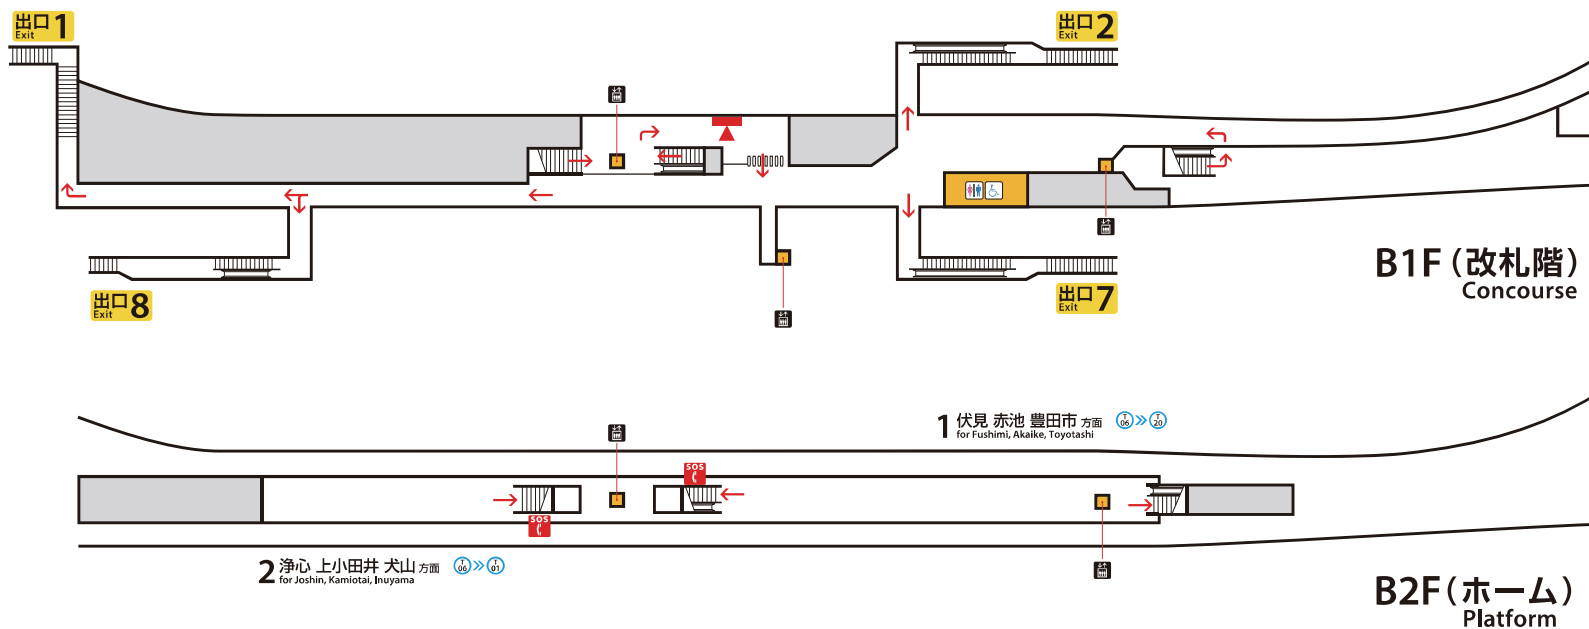 出口 1
Exit
出口 2
Exit
B1F (改札階)
Concourse
出口 8
Exit
出口 7
Exit
1 伏見 赤池 豊田市 方面 T 06 » T 20
for Fushimi, Akaike, Toyotashi
SOS
SOS
2 浄心 上小田井 犬山 方面 T 06 » T 01
for Joshin, Kamiotai, Inuyama
B2F (ホーム)
Platform